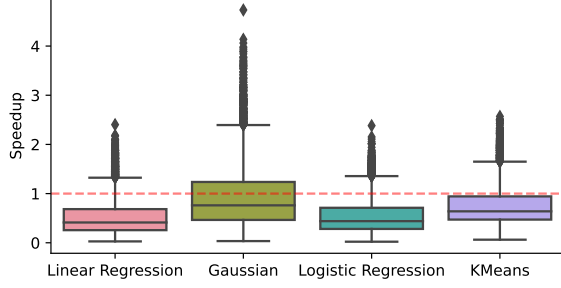 Speedup
4
3
2
1
0
Linear Regression
Gaussian
Logistic Regression
KMeans